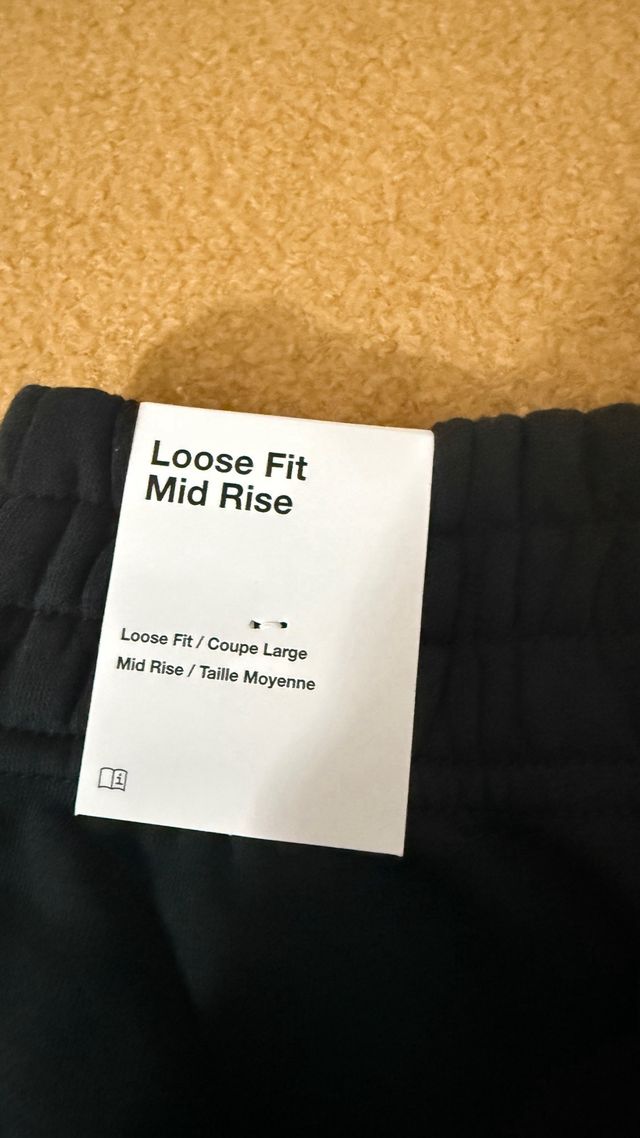 Loose Fit
Mid Rise
Loose Fit / Coupe Large
Mid Rise / Taille Moyenne
i